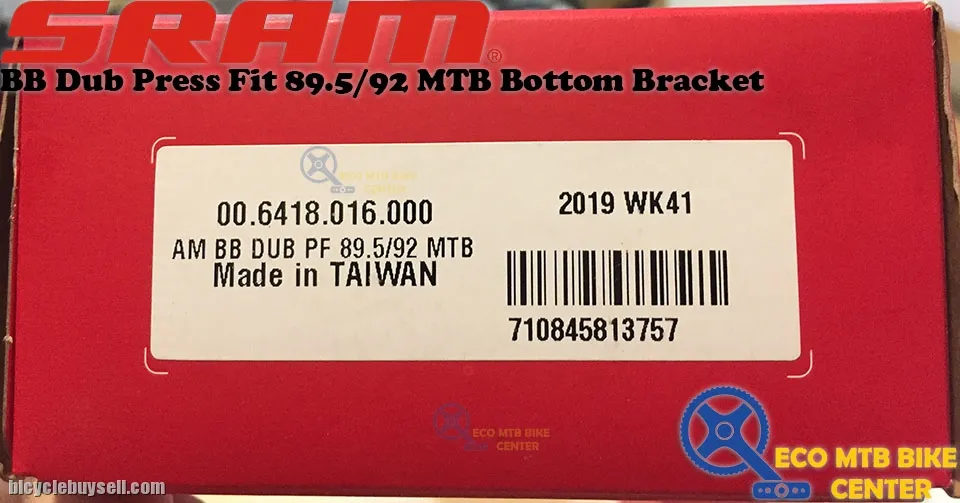 SRAM®
BB Dub Press Fit 89.5/92 MTB Bottom Bracket
ECO MTB BIKE
CENTER
00.6418.016.000
2019 WK41
AM BB DUB PF 89.5/92 MTB
Made in TAIWAN
710845813757
ECO MTB BIKE
CENTER
ECO MTB BIKE
CENTER
bicyclebuysell.com